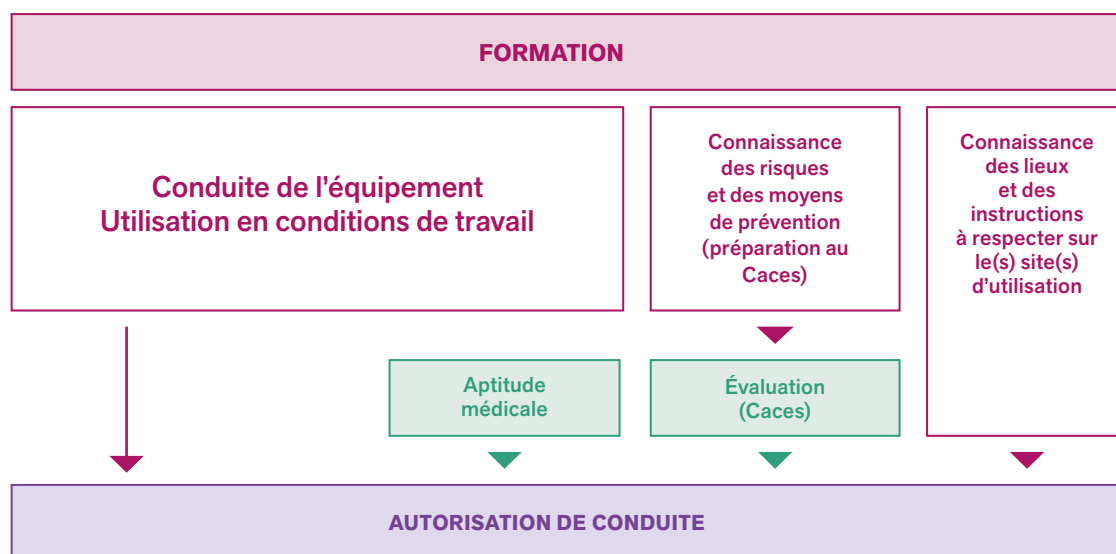 FORMATION
Conduite de l'équipement
Utilisation en conditions de travail
Connaissance
des risques
et des moyens
de prévention
(préparation au
Caces)
Connaissance
des lieux
et des
instructions
à respecter sur
le(s) site(s)
d'utilisation
Aptitude
médicale
Évaluation
(Caces)
AUTORISATION DE CONDUITE